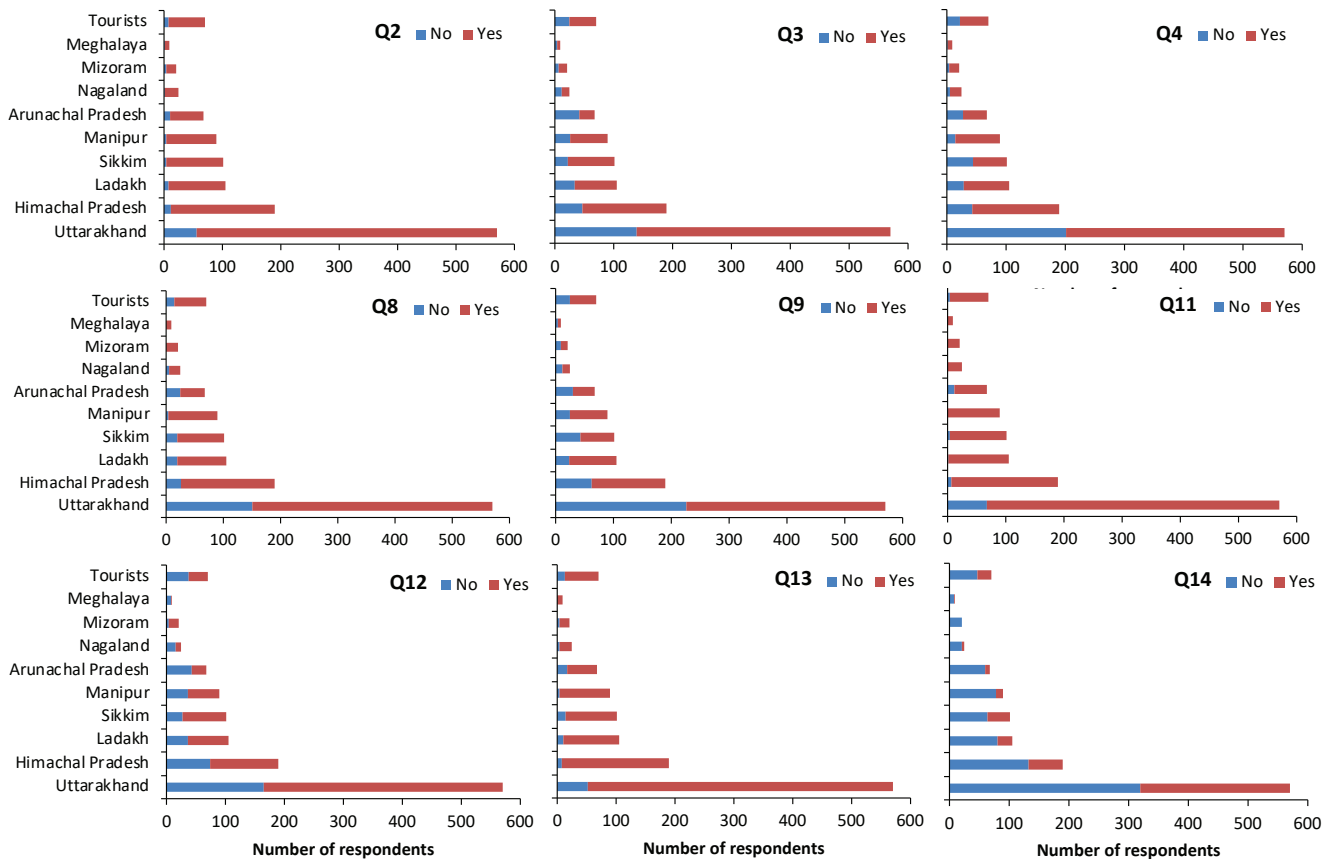 Q2 No Yes
Tourists
Meghalaya
Mizoram
Nagaland
Arunachal Pradesh
Manipur
Sikkim
Ladakh
Himachal Pradesh
Uttarakhand
0 100 200 300 400 500 600
Q3 No Yes
0 100 200 300 400 500 600
Q4 No Yes
0 100 200 300 400 500 600
Q8 No Yes
Tourists
Meghalaya
Mizoram
Nagaland
Arunachal Pradesh
Manipur
Sikkim
Ladakh
Himachal Pradesh
Uttarakhand
0 100 200 300 400 500 600
Q9 No Yes
0 100 200 300 400 500 600
Q11 No Yes
0 100 200 300 400 500 600
Q12 No Yes
Tourists
Meghalaya
Mizoram
Nagaland
Arunachal Pradesh
Manipur
Sikkim
Ladakh
Himachal Pradesh
Uttarakhand
0 100 200 300 400 500 600
Number of respondents
Q13 No Yes
0 100 200 300 400 500 600
Number of respondents
Q14 No Yes
0 100 200 300 400 500 600
Number of respondents